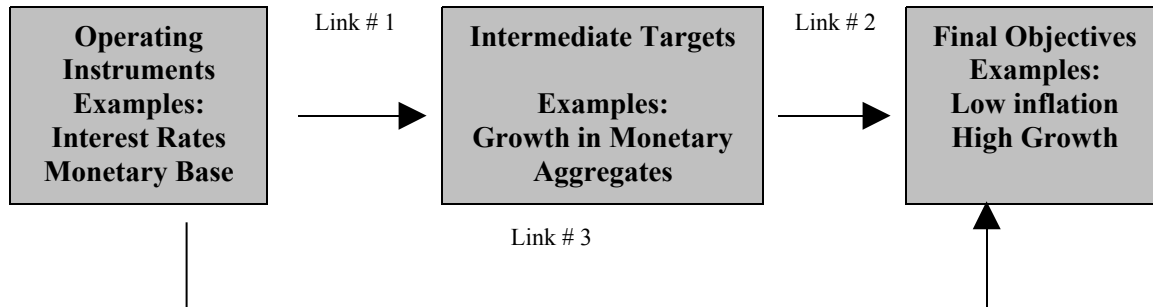 Operating
Instruments
Examples:
Interest Rates
Monetary Base
Link # 1
Intermediate Targets
Examples:
Growth in Monetary
Aggregates
Link # 2
Final Objectives
Examples:
Low inflation
High Growth
Link # 3